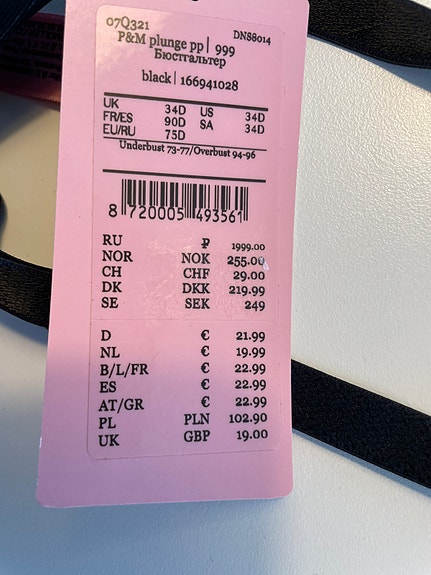 07Q321 DNS8014
P&M plunge pp | 999
Бюстгальтер
black | 166941028
UK 34D US 34D
FR/ES 90D SA 34D
EU/RU 75D
Underbust 73-77/Overbust 94-96
8 720005 493561
RU ₽ 1999.00
NOR NOK 255.00
CH CHF 29.00
DK DKK 219.99
SE SEK 249
D € 21.99
NL € 19.99
B/L/FR € 22.99
ES € 22.99
AT/GR € 22.99
PL PLN 102.90
UK GBP 19.00